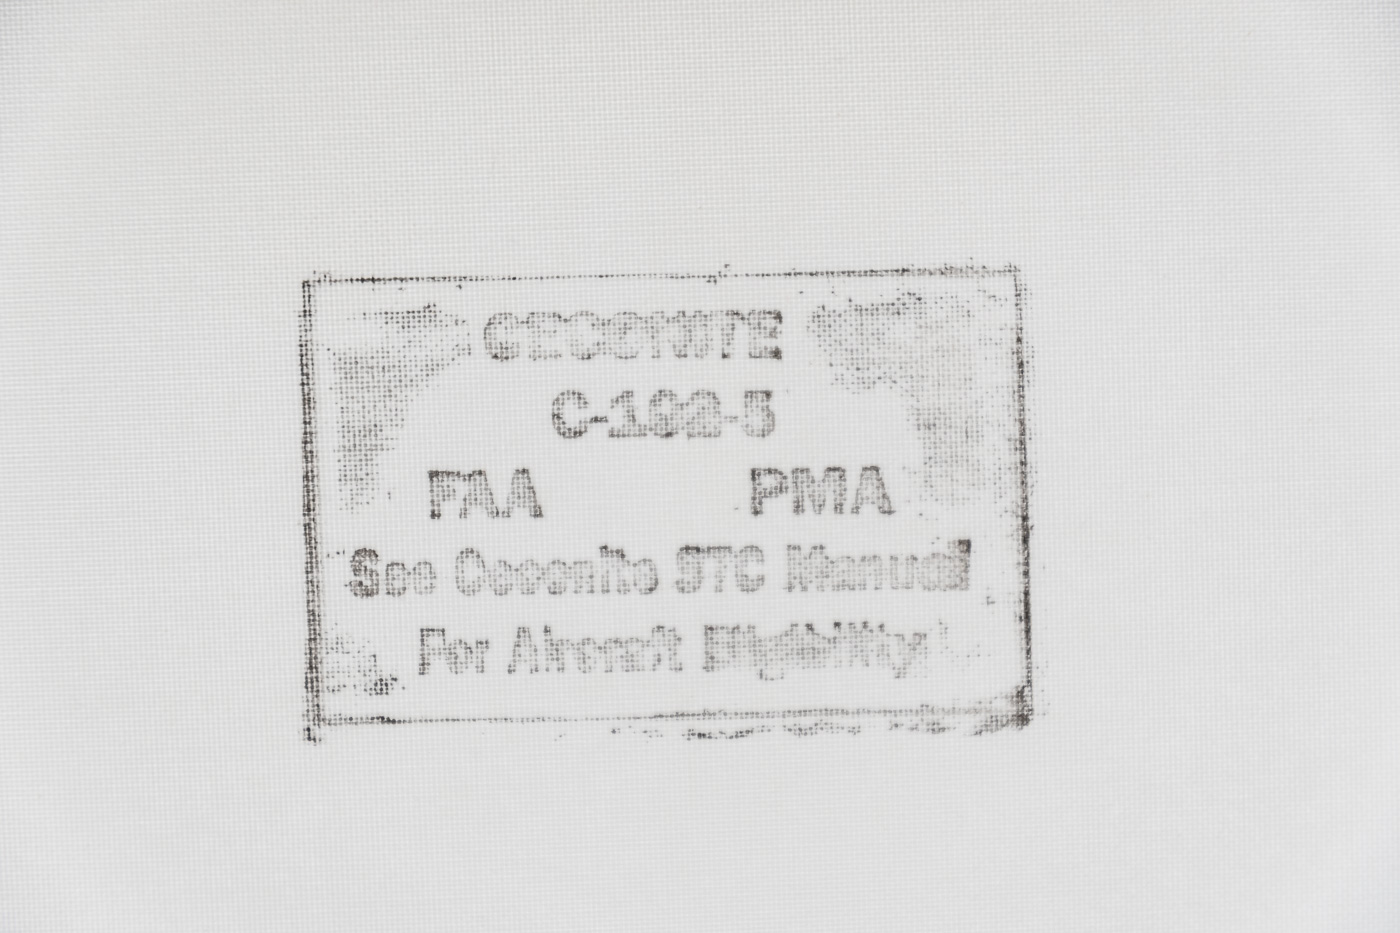 CECONITE
C-102-5
FAA PMA
See Ceconite STC Manual
For Aircraft Eligibility